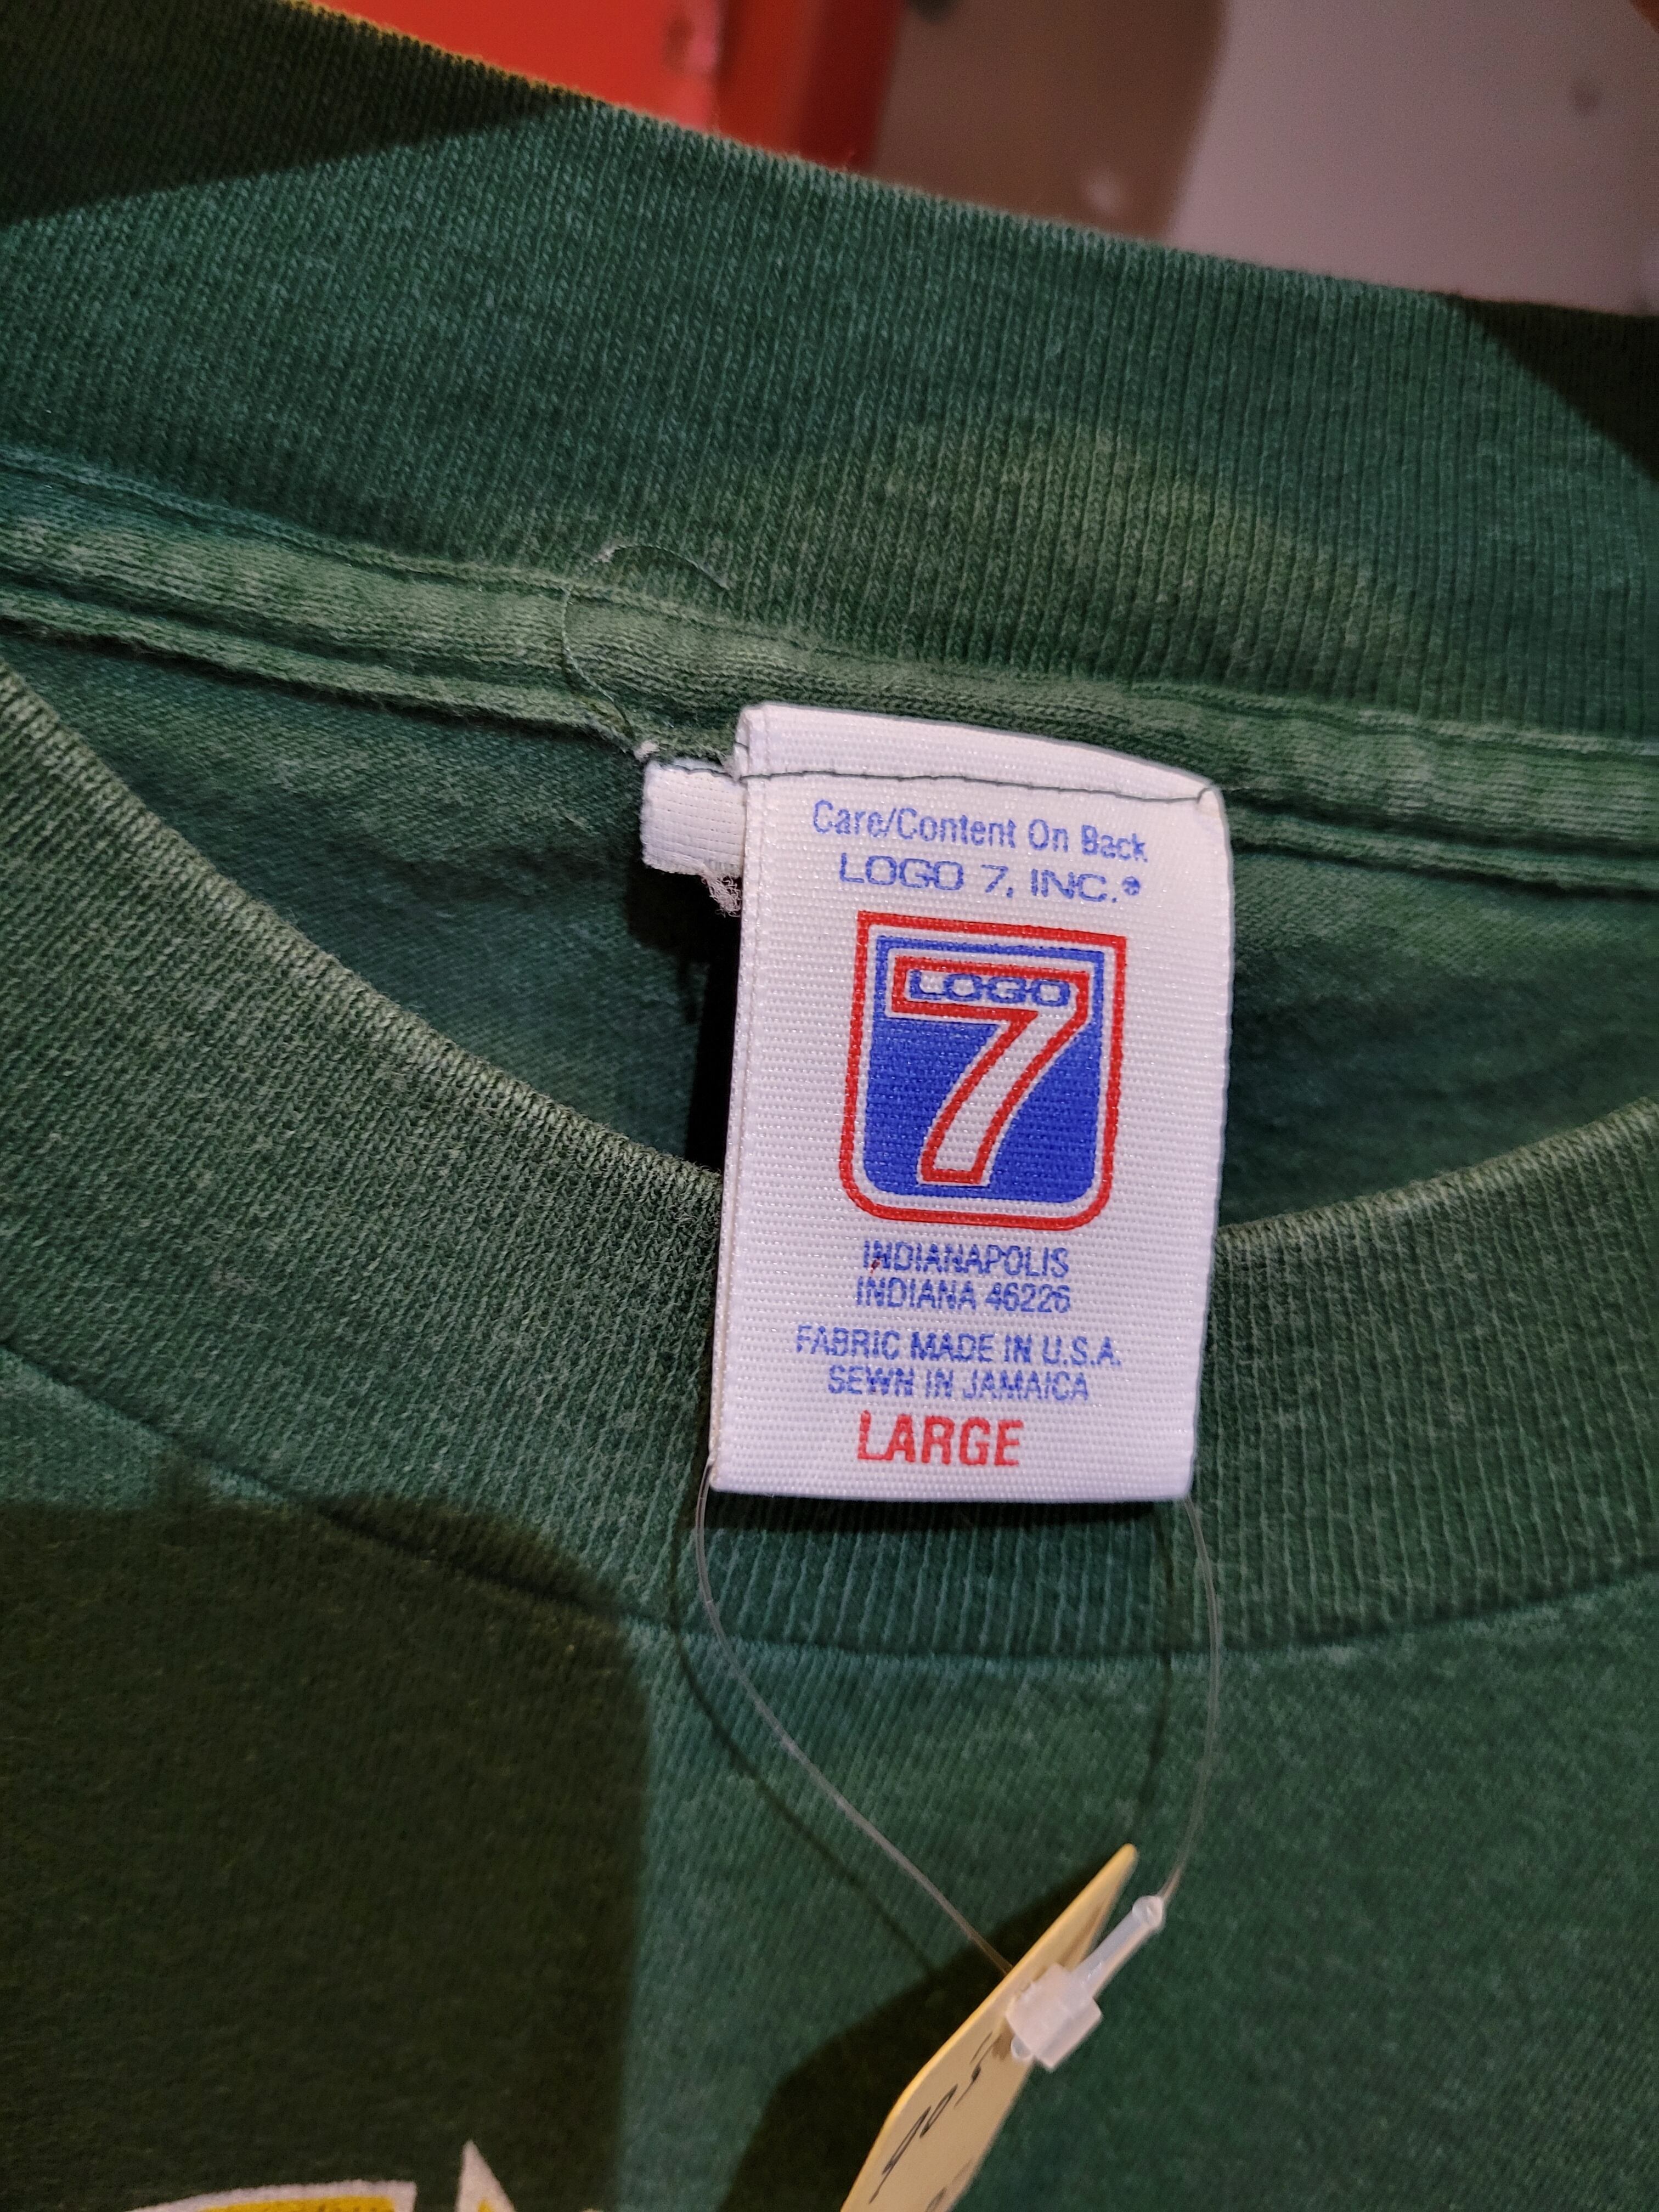 Care/Content On Back
LOGO 7, INC.®
LOGO
7
INDIANAPOLIS
INDIANA 46226
FABRIC MADE IN U.S.A.
SEWN IN JAMAICA
LARGE